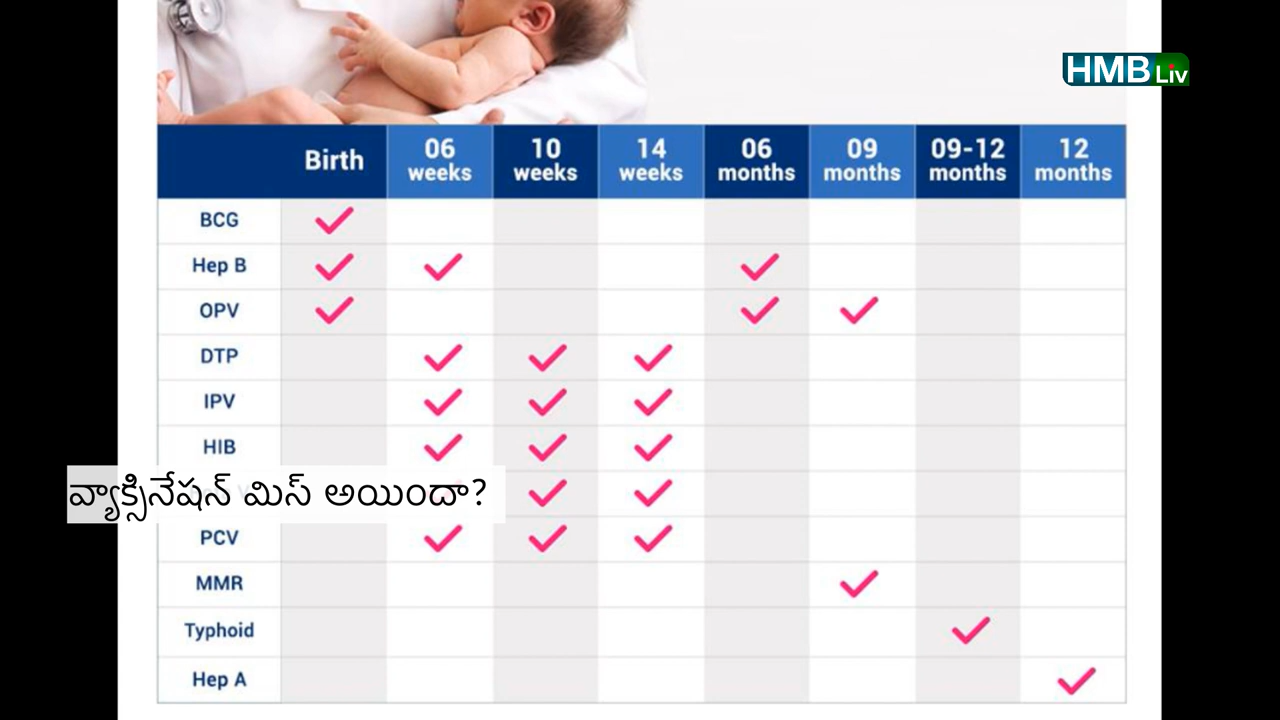 HMB Liv
Birth 06 weeks 10 weeks 14 weeks 06 months 09 months 09-12 months 12 months
BCG
Hep B
OPV
DTP
IPV
HIB
వ్యాక్సినేషన్ మిస్ అయిందా?
PCV
MMR
Typhoid
Hep A